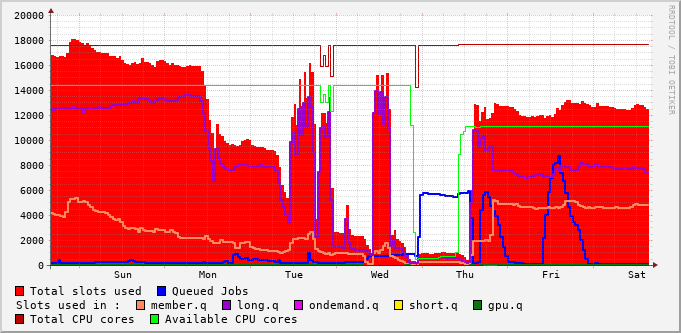 20000
18000
16000
14000
12000
10000
8000
6000
4000
2000
0
Sun Mon Tue Wed Thu Fri Sat
RRDTOOL / TOBI OETIKER
Total slots used Queued Jobs
Slots used in : member.q long.q ondemand.q short.q gpu.q
Total CPU cores Available CPU cores